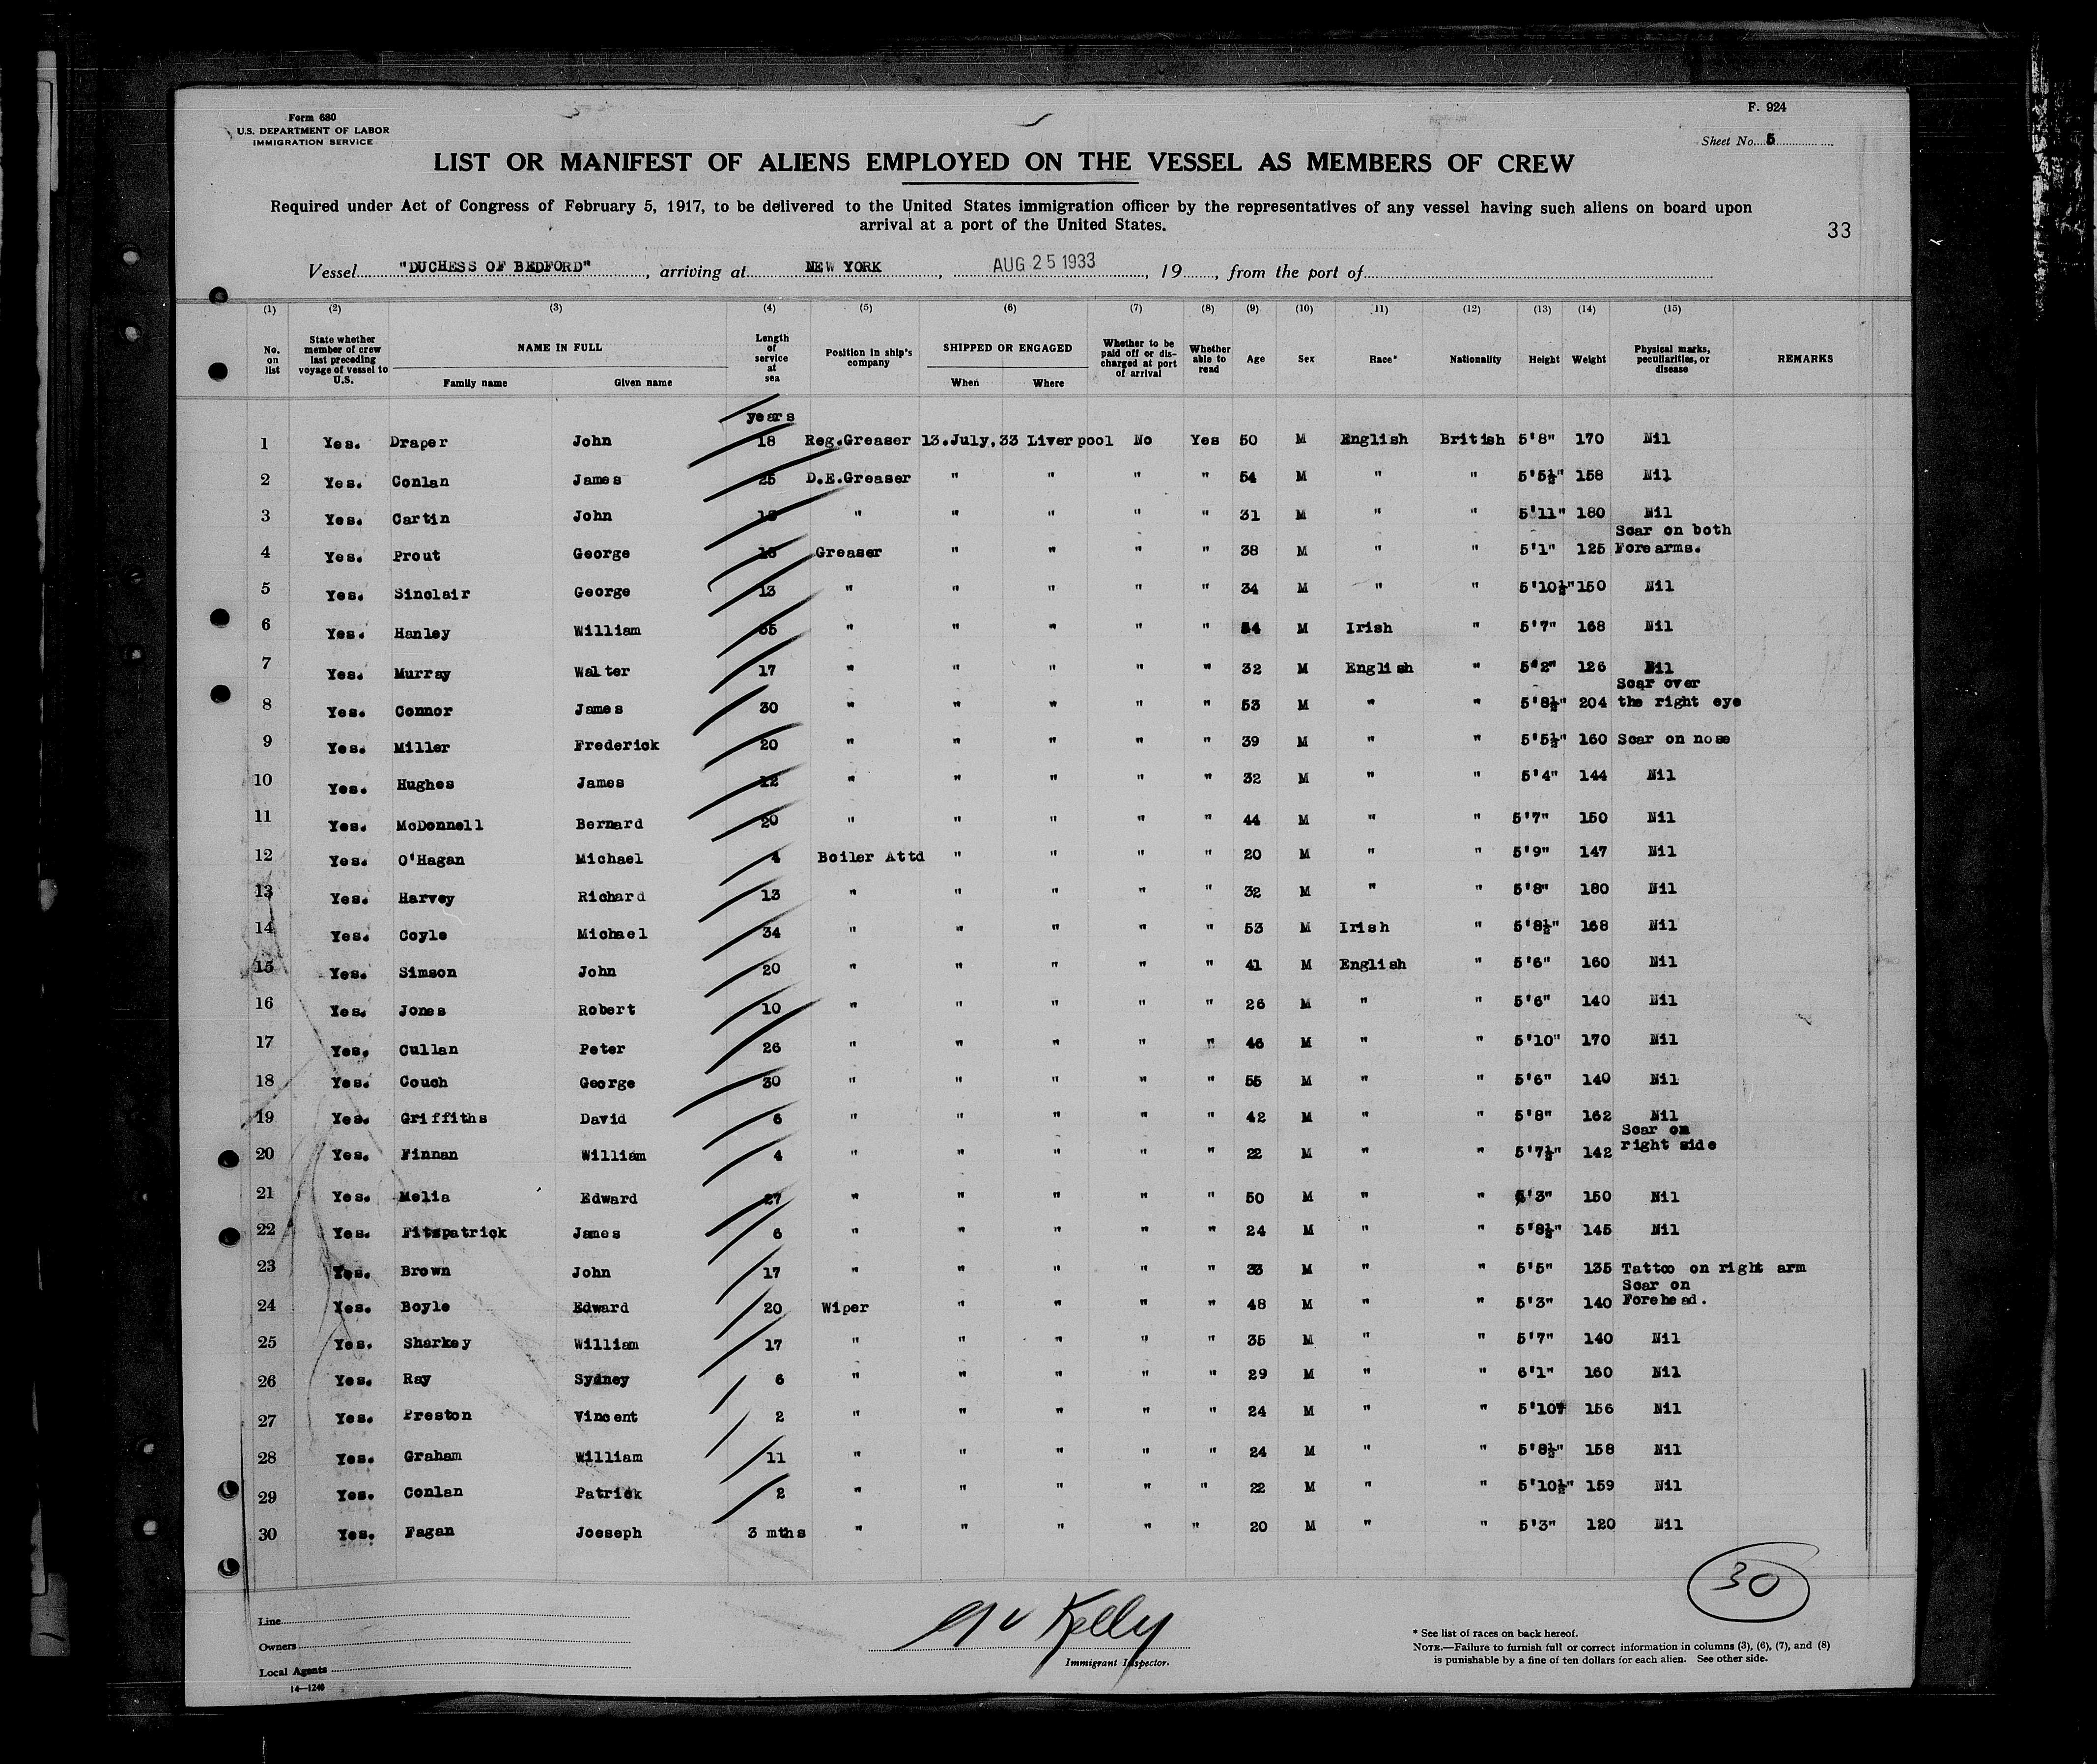 Form 680
U.S. DEPARTMENT OF LABOR
IMMIGRATION SERVICE
F. 924
Sheet No. 5
LIST OR MANIFEST OF ALIENS EMPLOYED ON THE VESSEL AS MEMBERS OF CREW
Required under Act of Congress of February 5, 1917, to be delivered to the United States immigration officer by the representatives of any vessel having such aliens on board upon
arrival at a port of the United States.
33
Vessel "DUCHESS OF BEDFORD", arriving at NEW YORK, AUG 25 1933, 19, from the port of
(1) (2) (3) (4) (5) (6) (7) (8) (9) (10) (11) (12) (13) (14) (15)
No. on list State whether member of crew last preceding voyage of vessel to U.S. NAME IN FULL Family name Given name Length of service at sea Position in ship's company SHIPPED OR ENGAGED When Where Whether to be paid off or discharged at port of arrival Whether able to read Age Sex Race* Nationality Height Weight Physical marks, peculiarities, or disease REMARKS
years
1 Yes. Draper John 18 Reg.Greaser 13.July,33 Liverpool No Yes 50 M English British 5'8" 170 Nil
2 Yes. Conlan James 25 D.E.Greaser " " " " 54 M " " 5'5½" 158 Nil
3 Yes. Cartin John " " " " " 31 M " " 5'11" 180 Nil
4 Yes. Prout George Greaser " " " " 38 M " " 5'1" 125 Scar on both Forearms.
5 Yes. Sinclair George 13 " " " " " 34 M " " 5'10½" 150 Nil
6 Yes. Hanley William 35 " " " " " 54 M Irish " 5'7" 168 Nil
7 Yes. Murray Walter 17 " " " " " 32 M English " 5'2" 126 Nil
8 Yes. Connor James 30 " " " " " 53 M " " 5'8½" 204 Scar over the right eye
9 Yes. Miller Frederick 20 " " " " " 39 M " " 5'5½" 160 Scar on nose
10 Yes. Hughes James 12 " " " " " 32 M " " 5'4" 144 Nil
11 Yes. McDonnell Bernard 20 " " " " " 44 M " " 5'7" 150 Nil
12 Yes. O'Hagan Michael 4 Boiler Attd " " " " 20 M " " 5'9" 147 Nil
13 Yes. Harvey Richard 13 " " " " " 32 M " " 5'8" 180 Nil
14 Yes. Coyle Michael 34 " " " " " 53 M Irish " 5'8½" 168 Nil
15 Yes. Simson John 20 " " " " " 41 M English " 5'6" 160 Nil
16 Yes. Jones Robert 10 " " " " " 26 M " " 5'6" 140 Nil
17 Yes. Cullan Peter 26 " " " " " 46 M " " 5'10" 170 Nil
18 Yes. Couch George 30 " " " " " 55 M " " 5'6" 140 Nil
19 Yes. Griffiths David 6 " " " " " 42 M " " 5'8" 162 Nil
20 Yes. Finnan William 4 " " " " " 22 M " " 5'7½" 142 Scar on right side
21 Yes. Melia Edward 27 " " " " " 50 M " " 5'3" 150 Nil
22 Yes. Fitzpatrick James 6 " " " " " 24 M " " 5'8½" 145 Nil
23 Yes. Brown John 17 " " " " " 33 M " " 5'5" 135 Tattoo on right arm
24 Yes. Boyle Edward 20 Wiper " " " " 48 M " " 5'3" 140 Scar on Forehead.
25 Yes. Sharkey William 17 " " " " " 35 M " " 5'7" 140 Nil
26 Yes. Ray Sydney 6 " " " " " 29 M " " 6'1" 160 Nil
27 Yes. Preston Vincent 2 " " " " " 24 M " " 5'10" 156 Nil
28 Yes. Graham William 11 " " " " " 24 M " " 5'8½" 158 Nil
29 Yes. Conlan Patrick 2 " " " " " 22 M " " 5'10½" 159 Nil
30 Yes. Fagan Joeseph 3 mths " " " " " 20 M " " 5'3" 120 Nil
30
Line
Owners
Local Agents
14—1240
Kelly
Immigrant Inspector.
* See list of races on back hereof.
NOTE.—Failure to furnish full or correct information in columns (3), (6), (7), and (8)
is punishable by a fine of ten dollars for each alien. See other side.